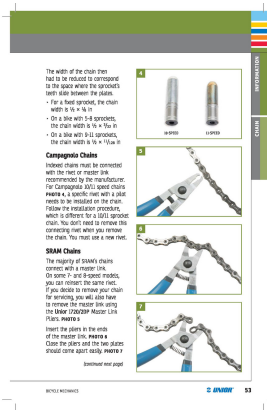 The width of the chain then
had to be reduced to correspond
to the space where the sprocket's
teeth slide between the plates.
• For a fixed sprocket, the chain
width is ½ × ⅛ in
• On a bike with 5-8 sprockets,
the chain width is ½ × 3/32 in
• On a bike with 9-11 sprockets,
the chain width is ½ × 11/128 in
Campagnolo Chains
Indexed chains must be connected
with the rivet or master link
recommended by the manufacturer.
For Campagnolo 10/11 speed chains
PHOTO 4, a specific rivet with a pilot
needs to be installed on the chain.
Follow the installation procedure,
which is different for a 10/11 sprocket
chain. You don't need to remove this
connecting rivet when you remove
the chain. You must use a new rivet.
SRAM Chains
The majority of SRAM's chains
connect with a master link.
On some 7- and 8-speed models,
you can reinsert the same rivet.
If you decide to remove your chain
for servicing, you will also have
to remove the master link using
the Unior 1720/2DP Master Link
Pliers. PHOTO 5
Insert the pliers in the ends
of the master link. PHOTO 6
Close the pliers and the two plates
should come apart easily. PHOTO 7
(continued next page)
4
10-SPEED
11-SPEED
5
6
7
INFORMATION
CHAIN
BICYCLE MECHANICS
UNIOR
53